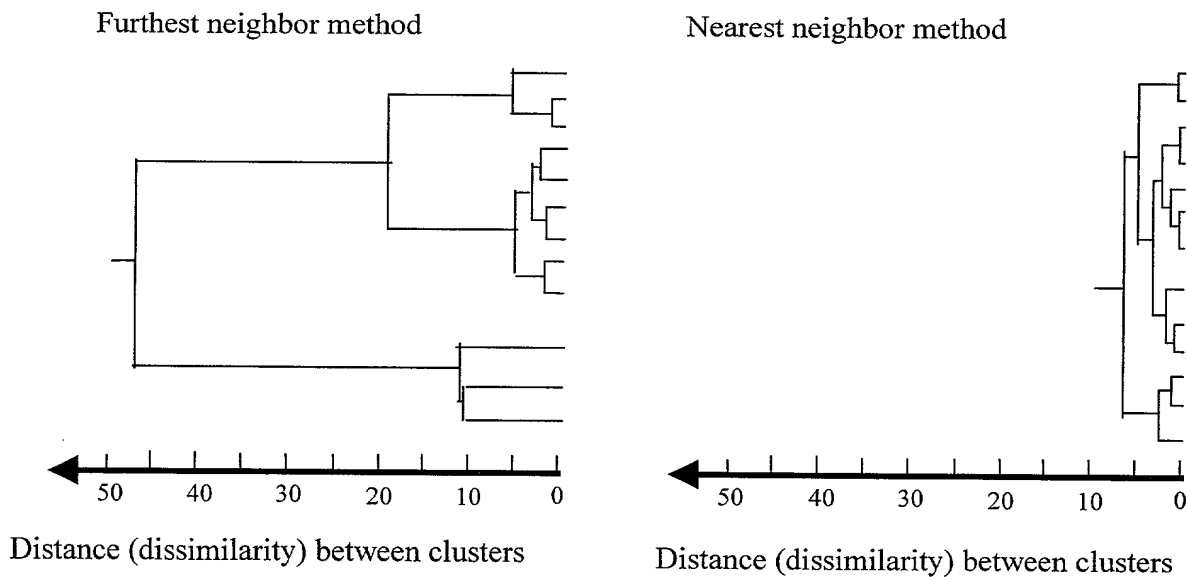 Furthest neighbor method
Nearest neighbor method
50 40 30 20 10 0
50 40 30 20 10 0
Distance (dissimilarity) between clusters
Distance (dissimilarity) between clusters